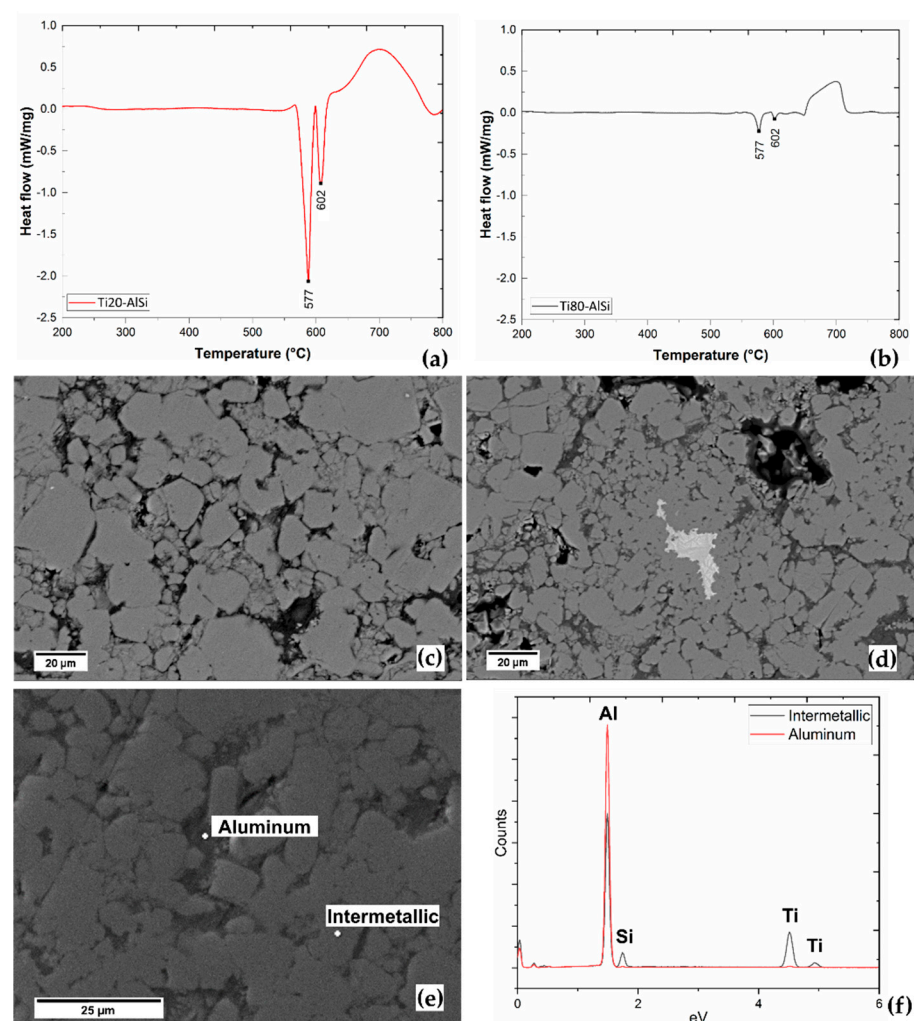 1.0
0.5
0.0
-0.5
-1.0
-1.5
-2.0
-2.5
Heat flow (mW/mg)
577
602
Ti20-AlSi
200 300 400 500 600 700 800
Temperature (°C)
(a)
1.0
0.5
0.0
-0.5
-1.0
-1.5
-2.0
-2.5
Heat flow (mW/mg)
577
602
Ti80-AlSi
200 300 400 500 600 700 800
Temperature (°C)
(b)
20 µm
(c)
20 µm
(d)
Aluminum
Intermetallic
25 µm
(e)
Al
Intermetallic
Aluminum
Counts
Si
Ti
Ti
0 2 4 6
eV
(f)